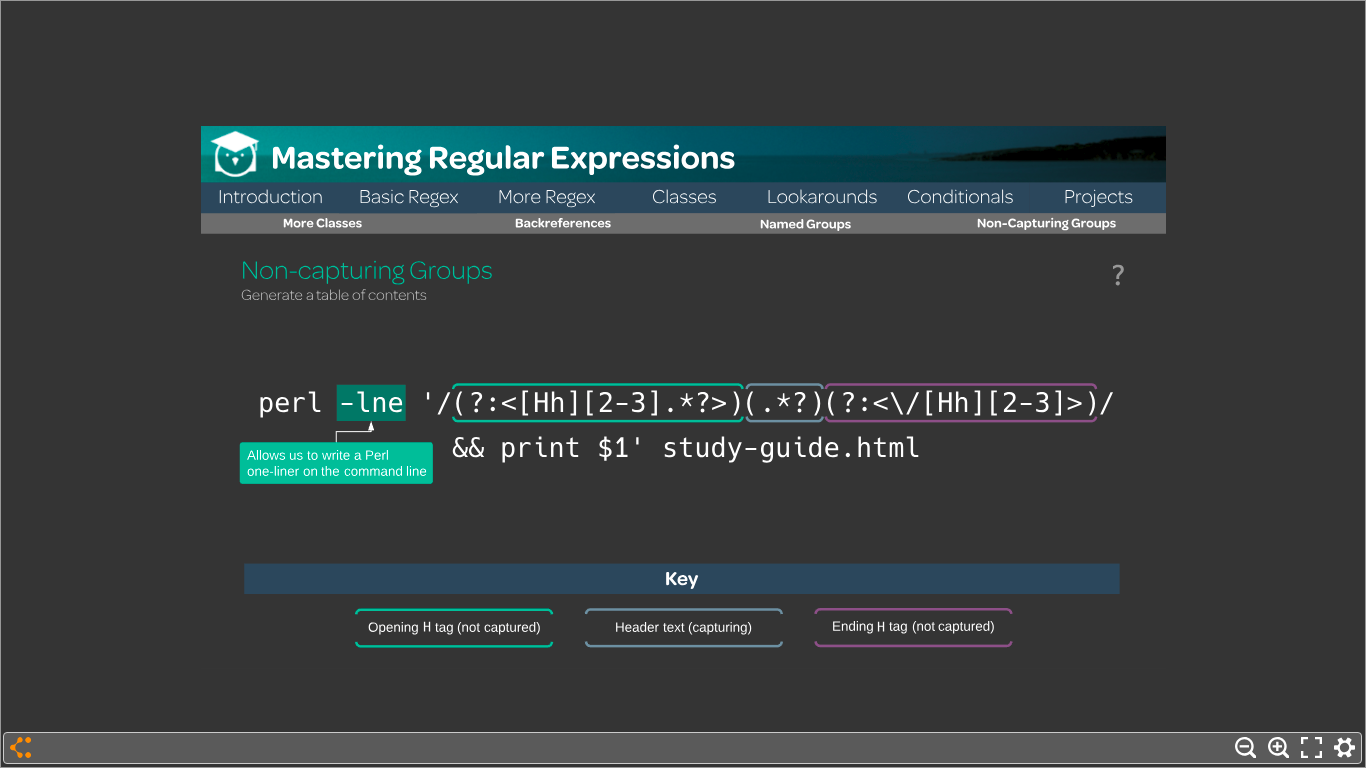 Mastering Regular Expressions
Introduction Basic Regex More Regex Classes Lookarounds Conditionals Projects
More Classes Backreferences Named Groups Non-Capturing Groups
Non-capturing Groups
?
Generate a table of contents
perl -lne '/(?:<[Hh][2-3].*?>)(.*?)(?:<\/[Hh][2-3]>)/
&& print $1' study-guide.html
Allows us to write a Perl
one-liner on the command line
Key
Opening H tag (not captured) Header text (capturing) Ending H tag (not captured)